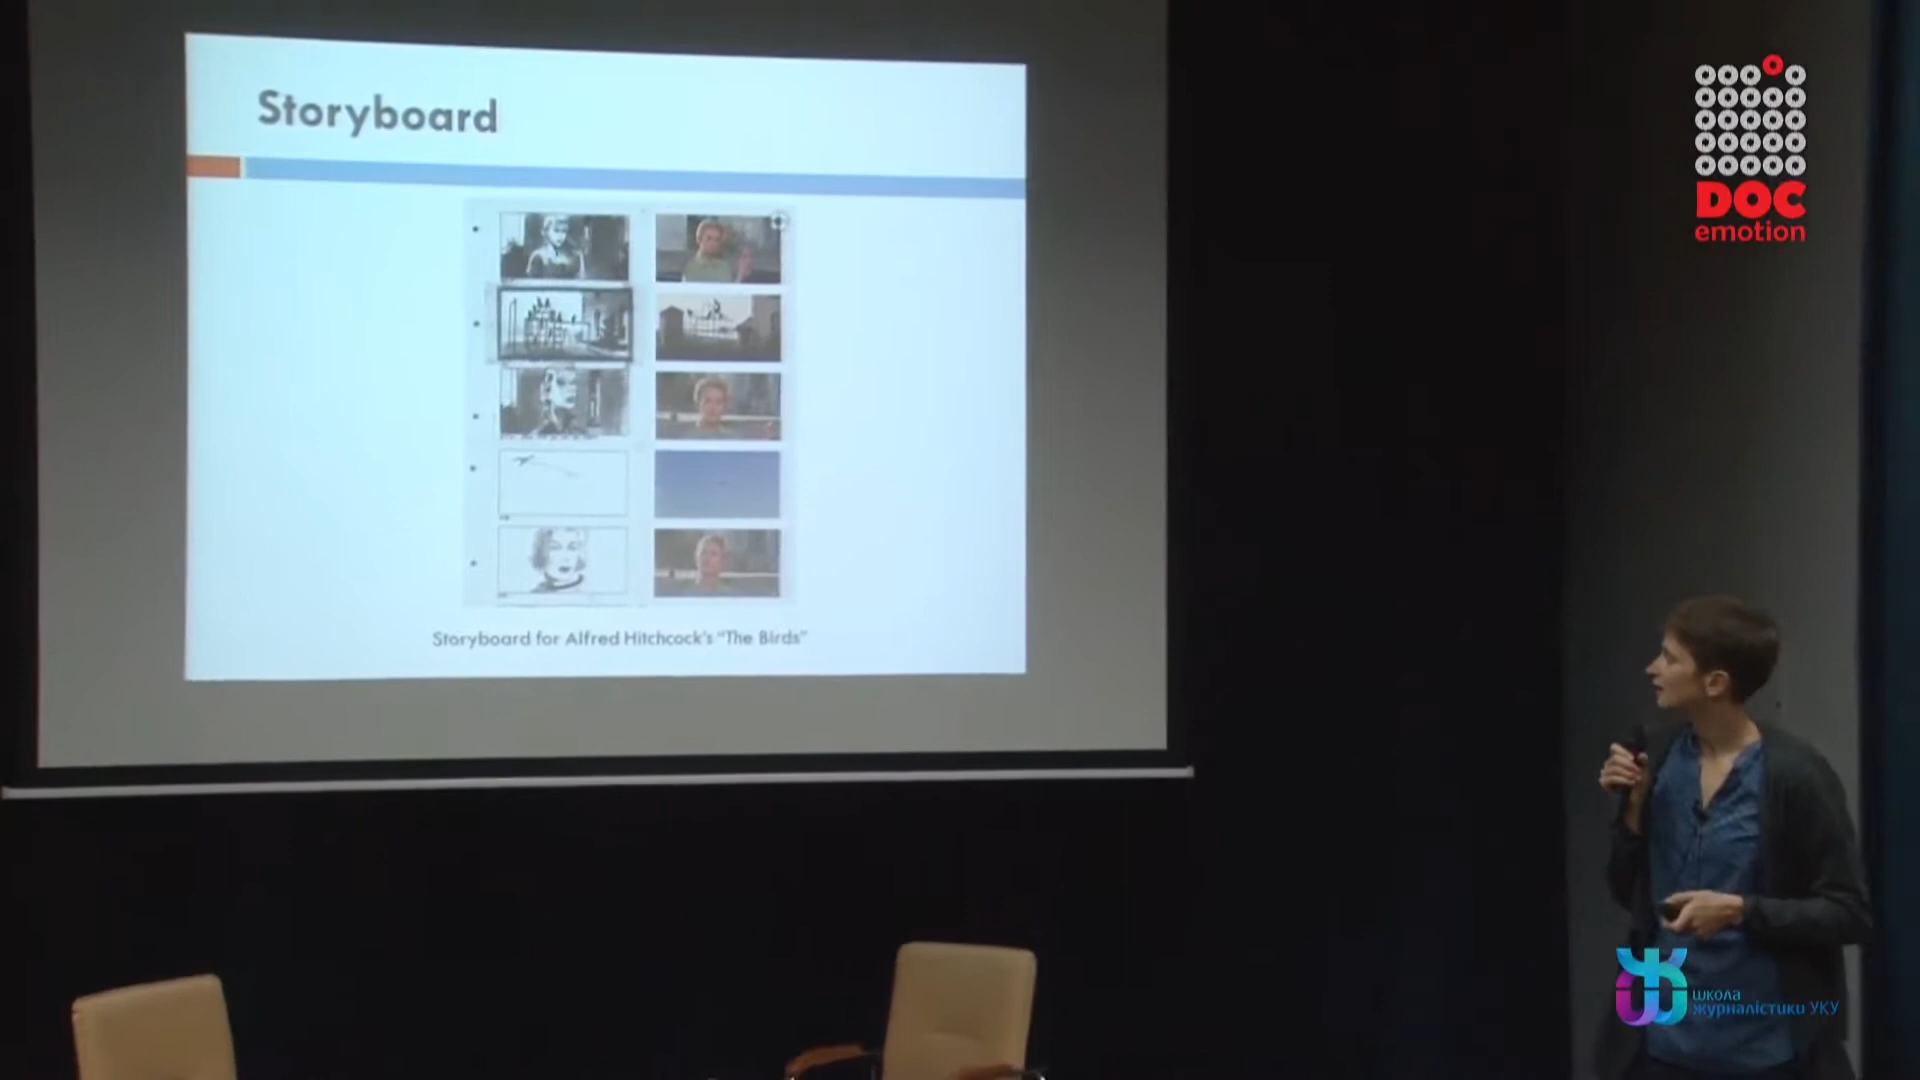 Storyboard
Storyboard for Alfred Hitchcock's "The Birds"
DOC
emotion
школа
журналістики УКУ